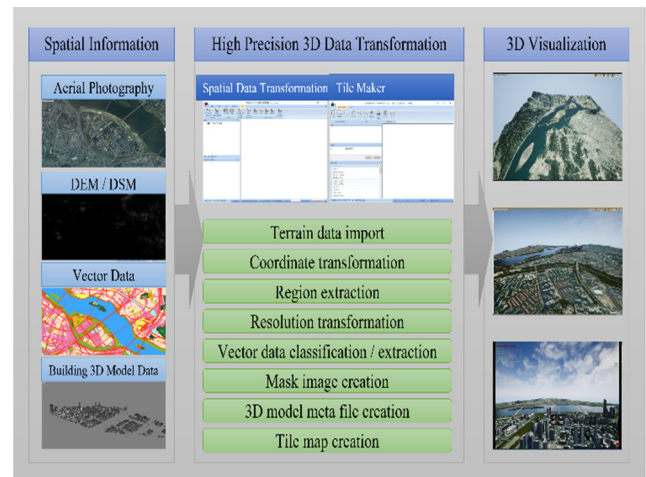 Spatial Information
Aerial Photography
DEM / DSM
Vector Data
Building 3D Model Data
High Precision 3D Data Transformation
Spatial Data Transformation
Tile Maker
Terrain data import
Coordinate transformation
Region extraction
Resolution transformation
Vector data classification / extraction
Mask image creation
3D model meta file creation
Tile map creation
3D Visualization